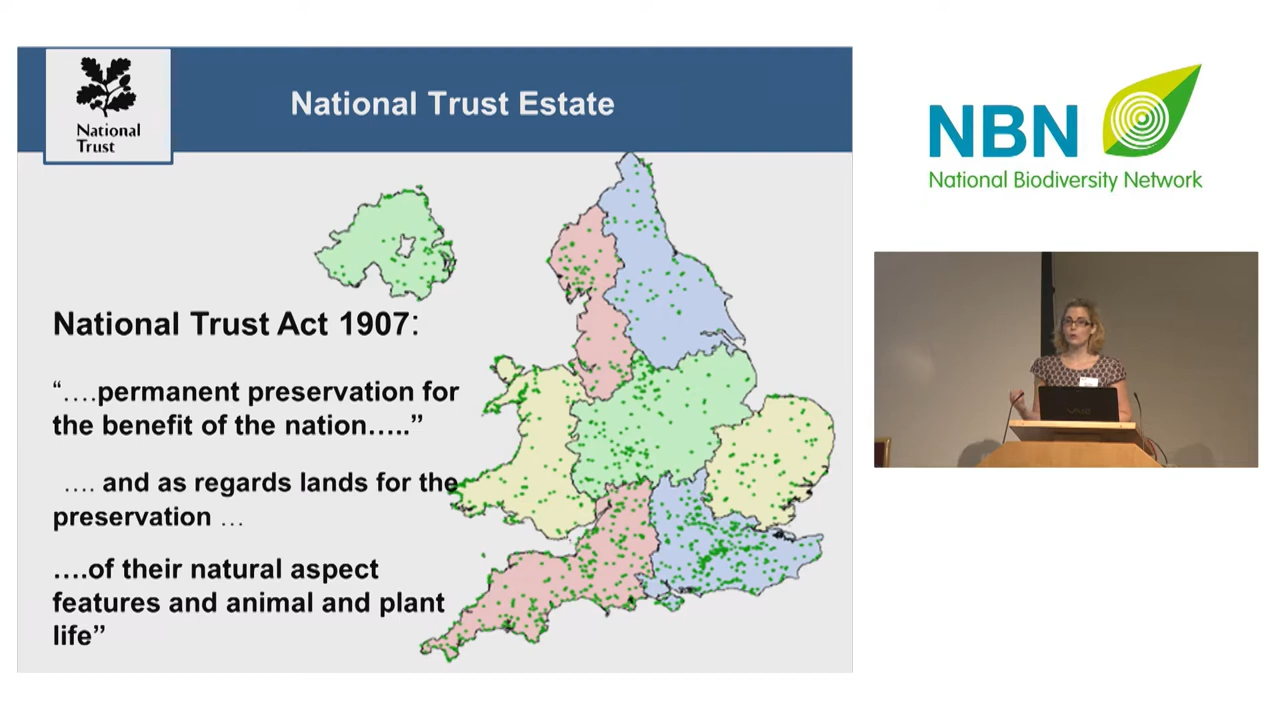 National Trust Estate
National
Trust
National Trust Act 1907:
“….permanent preservation for
the benefit of the nation…..”
…. and as regards lands for the
preservation …
….of their natural aspect
features and animal and plant
life”
NBN
National Biodiversity Network
VAIO